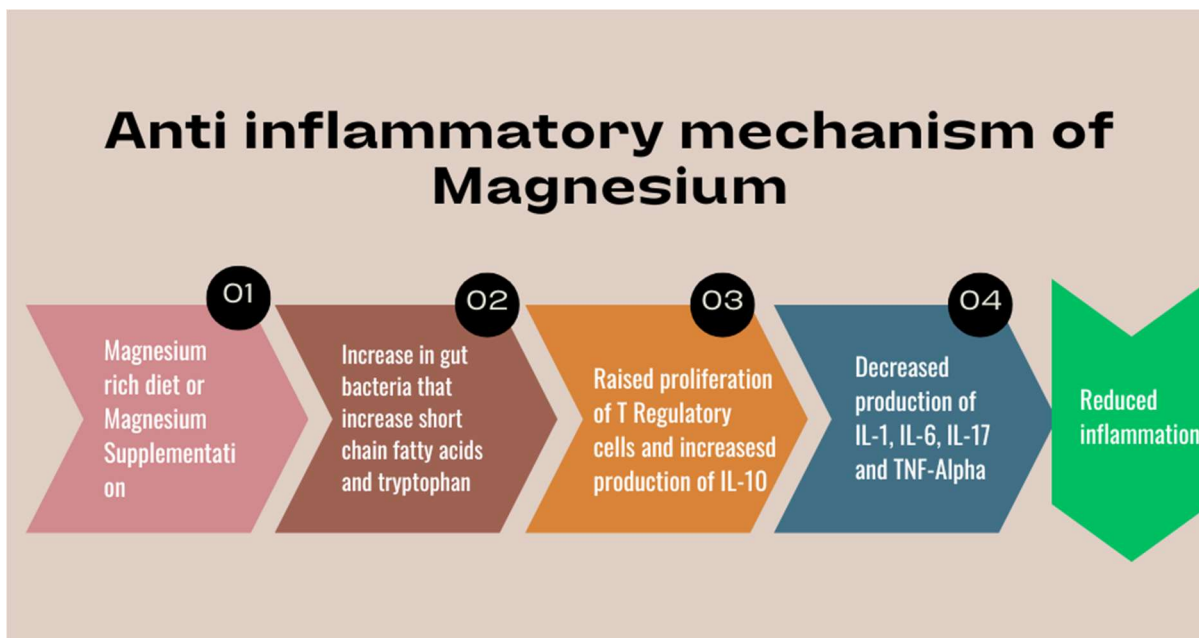 Anti inflammatory mechanism of
Magnesium
01
Magnesium
rich diet or
Magnesium
Supplementati
on
02
Increase in gut
bacteria that
increase short
chain fatty acids
and tryptophan
03
Raised proliferation
of T Regulatory
cells and increasesd
production of IL-10
04
Decreased
production of
IL-1, IL-6, IL-17
and TNF-Alpha
Reduced
inflammation